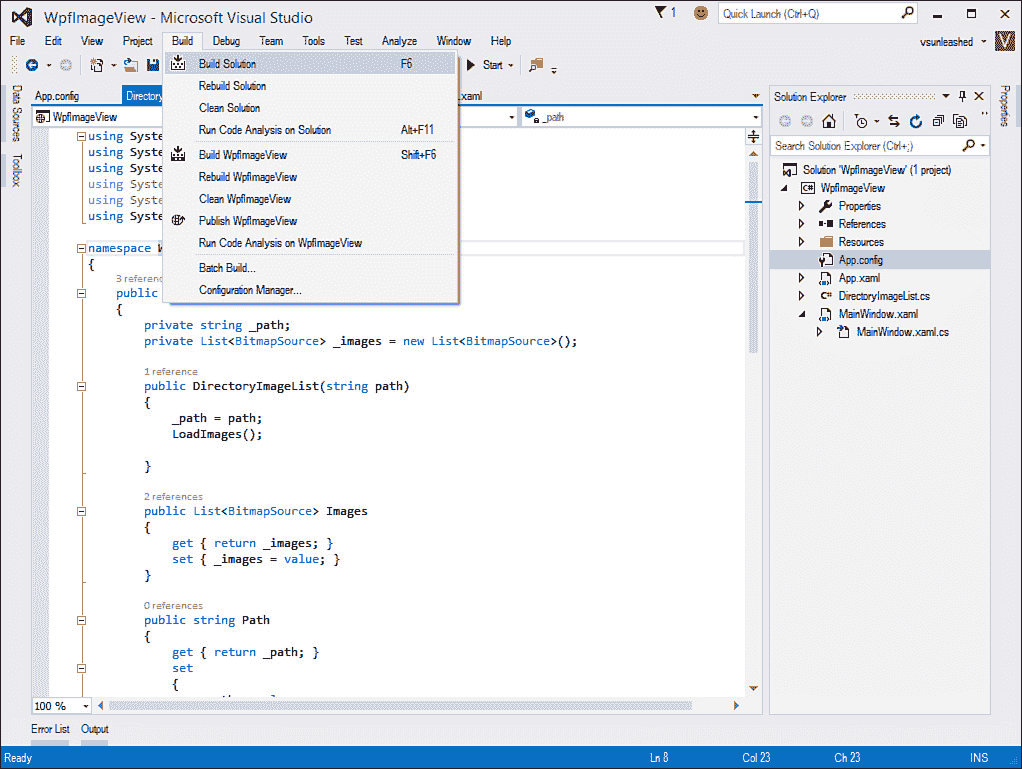 WpfImageView - Microsoft Visual Studio
1
Quick Launch (Ctrl+Q)
File Edit View Project Build Debug Team Tools Test Analyze Window Help
vsunleashed
Start
Build Solution F6
Rebuild Solution
Clean Solution
Run Code Analysis on Solution Alt+F11
Build WpfImageView Shift+F6
Rebuild WpfImageView
Clean WpfImageView
Publish WpfImageView
Run Code Analysis on WpfImageView
Batch Build...
Configuration Manager...
Data Sources
Toolbox
App.config Directory .xaml
WpfImageView _path
using Syste
using Syste
using Syste
using Syste
using Syste
using Syste
namespace
{
3 referenc
public
{
private string _path;
private List<BitmapSource> _images = new List<BitmapSource>();
1 reference
public DirectoryImageList(string path)
{
_path = path;
LoadImages();
}
2 references
public List<BitmapSource> Images
{
get { return _images; }
set { _images = value; }
}
0 references
public string Path
{
get { return _path; }
set
{
100 %
Solution Explorer
Search Solution Explorer (Ctrl+;)
Solution 'WpfImageView' (1 project)
C# WpfImageView
Properties
References
Resources
App.config
App.xaml
C# DirectoryImageList.cs
MainWindow.xaml
MainWindow.xaml.cs
Properties
Error List Output
Ready Ln 8 Col 23 Ch 23 INS